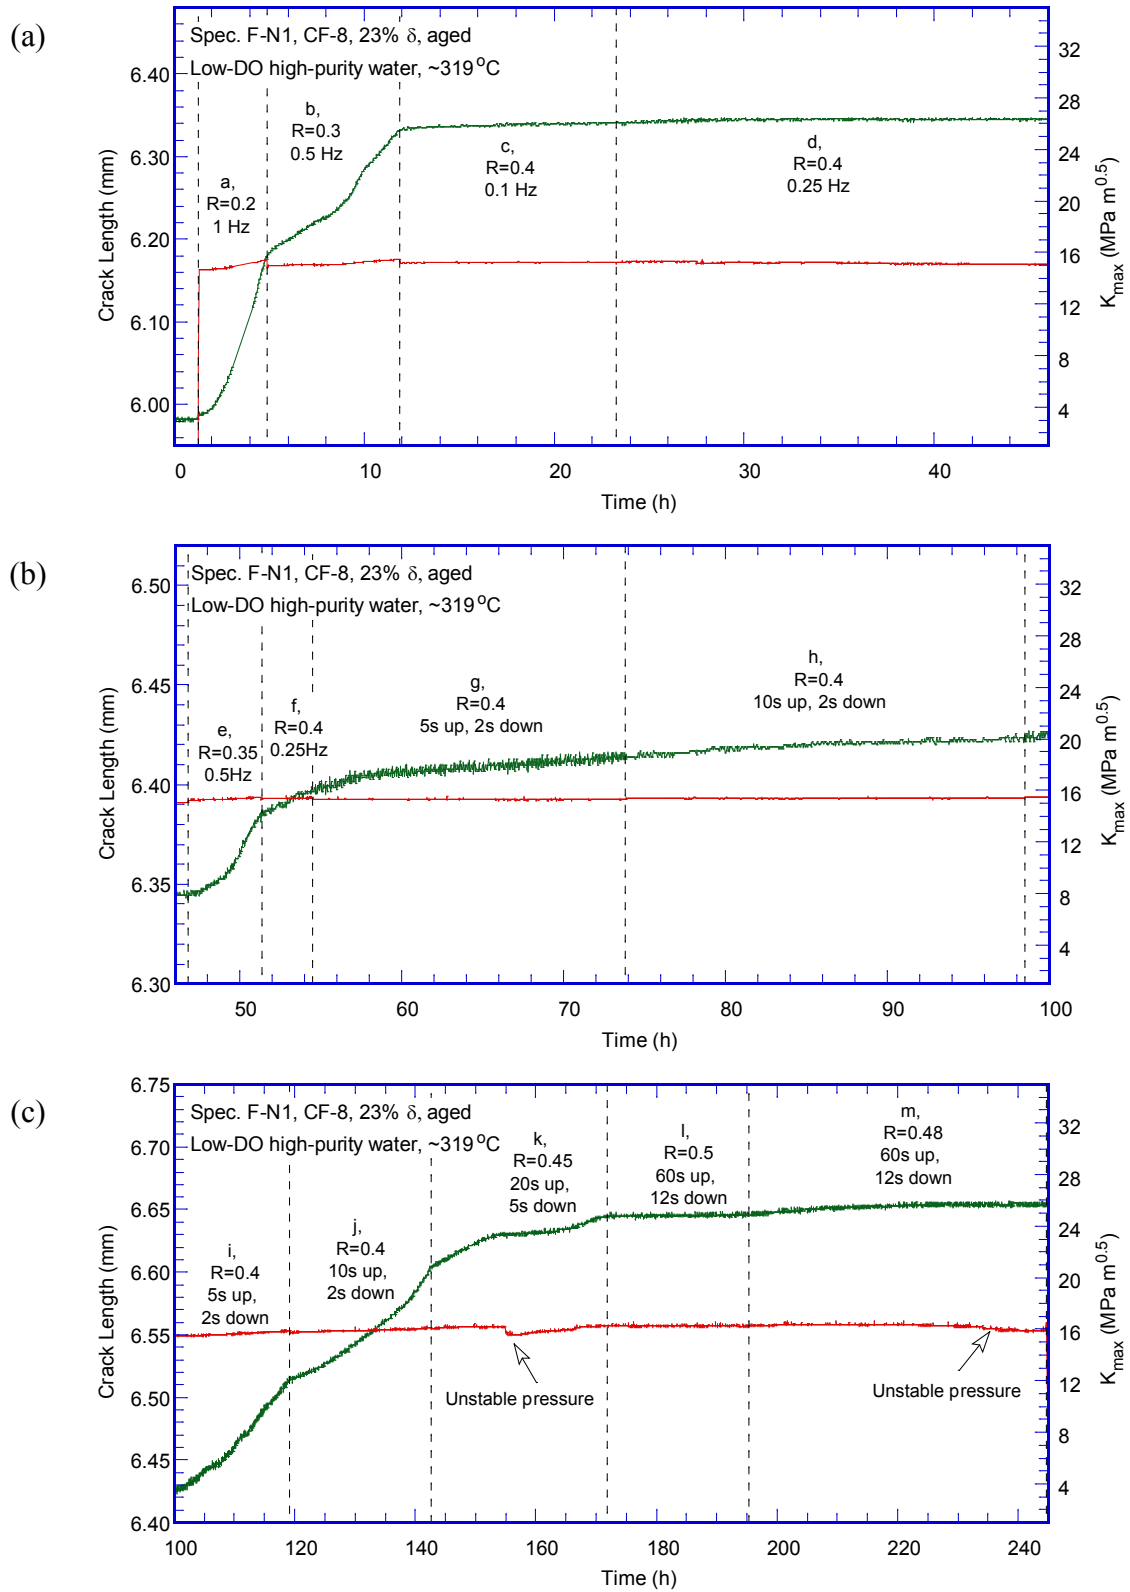 (a)
Spec. F-N1, CF-8, 23% δ, aged
Low-DO high-purity water, ~319°C
a,
R=0.2
1 Hz
b,
R=0.3
0.5 Hz
c,
R=0.4
0.1 Hz
d,
R=0.4
0.25 Hz
Crack Length (mm)
6.40
6.30
6.20
6.10
6.00
K_max (MPa m^0.5)
32
28
24
20
16
12
8
4
0 10 20 30 40
Time (h)
(b)
Spec. F-N1, CF-8, 23% δ, aged
Low-DO high-purity water, ~319°C
e,
R=0.35
0.5Hz
f,
R=0.4
0.25Hz
g,
R=0.4
5s up, 2s down
h,
R=0.4
10s up, 2s down
Crack Length (mm)
6.50
6.45
6.40
6.35
6.30
K_max (MPa m^0.5)
32
28
24
20
16
12
8
4
50 60 70 80 90 100
Time (h)
(c)
Spec. F-N1, CF-8, 23% δ, aged
Low-DO high-purity water, ~319°C
i,
R=0.4
5s up,
2s down
j,
R=0.4
10s up,
2s down
k,
R=0.45
20s up,
5s down
l,
R=0.5
60s up,
12s down
m,
R=0.48
60s up,
12s down
Unstable pressure
Unstable pressure
Crack Length (mm)
6.75
6.70
6.65
6.60
6.55
6.50
6.45
6.40
K_max (MPa m^0.5)
32
28
24
20
16
12
8
4
100 120 140 160 180 200 220 240
Time (h)